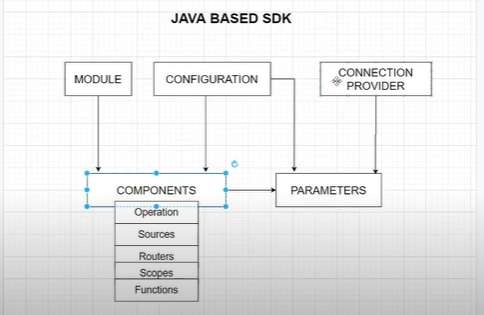 JAVA BASED SDK
MODULE
CONFIGURATION
CONNECTION
PROVIDER
COMPONENTS
PARAMETERS
Operation
Sources
Routers
Scopes
Functions